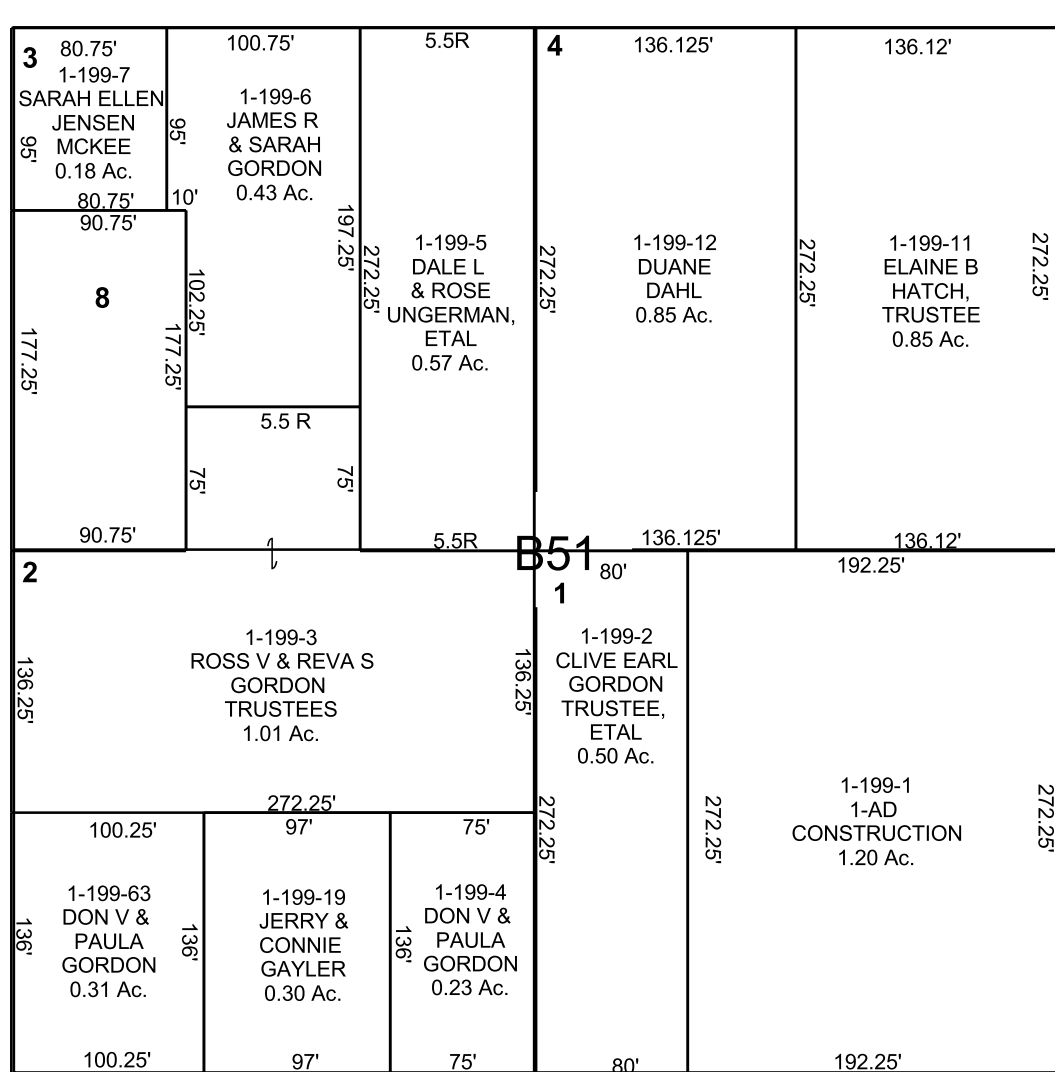 3
80.75'
1-199-7
SARAH ELLEN
JENSEN
MCKEE
0.18 Ac.
95'
95'
80.75'
100.75'
1-199-6
JAMES R
& SARAH
GORDON
0.43 Ac.
10'
197.25'
102.25'
5.5 R
75'
75'
90.75'
8
177.25'
177.25'
90.75'
5.5R
272.25'
1-199-5
DALE L
& ROSE
UNGERMAN,
ETAL
0.57 Ac.
5.5R
4
136.125'
272.25'
1-199-12
DUANE
DAHL
0.85 Ac.
136.125'
136.12'
272.25'
1-199-11
ELAINE B
HATCH,
TRUSTEE
0.85 Ac.
272.25'
136.12'
B51
2
1-199-3
ROSS V & REVA S
GORDON
TRUSTEES
1.01 Ac.
136.25'
136.25'
272.25'
100.25'
1-199-63
DON V &
PAULA
GORDON
0.31 Ac.
136'
136'
100.25'
97'
1-199-19
JERRY &
CONNIE
GAYLER
0.30 Ac.
97'
75'
136'
1-199-4
DON V &
PAULA
GORDON
0.23 Ac.
75'
80'
1
1-199-2
CLIVE EARL
GORDON
TRUSTEE,
ETAL
0.50 Ac.
272.25'
80'
192.25'
272.25'
1-199-1
1-AD
CONSTRUCTION
1.20 Ac.
272.25'
192.25'